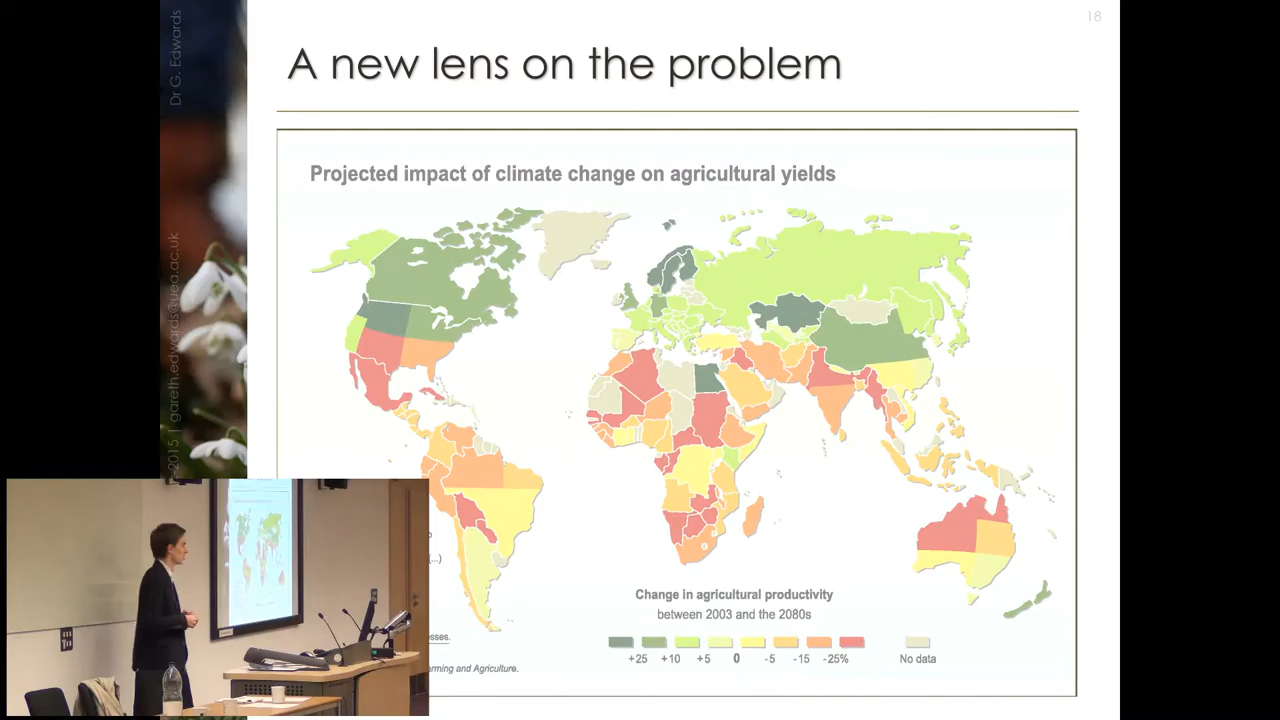 18
A new lens on the problem
Dr G. Edwards
2015 | gareth.edwards@uea.ac.uk
Projected impact of climate change on agricultural yields
(...)
Change in agricultural productivity
between 2003 and the 2080s
+25 +10 +5 0 -5 -15 -25% No data
and Agriculture.